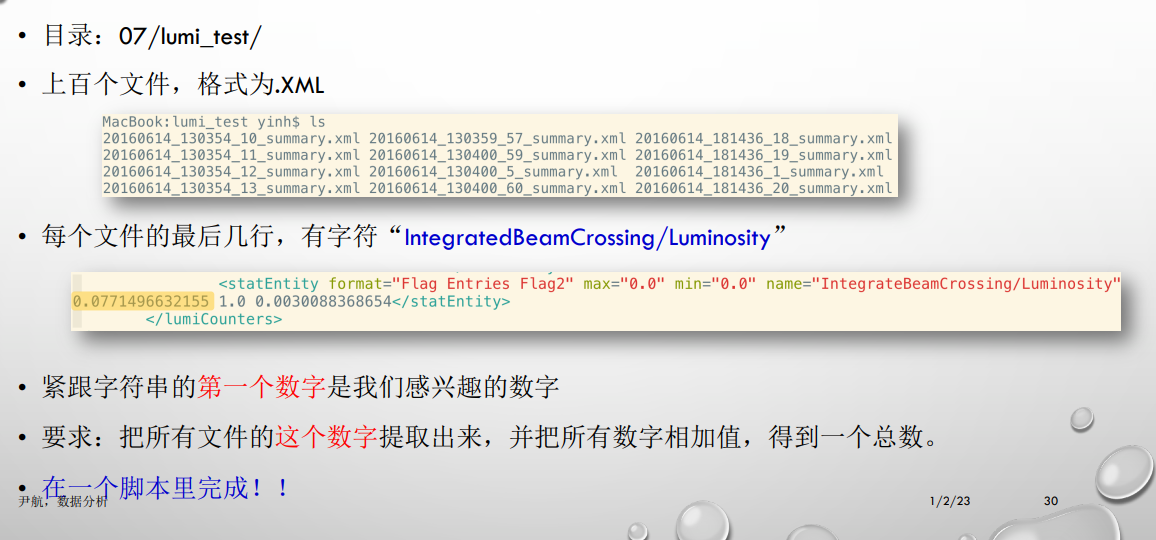 • 目录：07/lumi_test/
• 上百个文件，格式为.XML
MacBook:lumi_test yinh$ ls
20160614_130354_10_summary.xml 20160614_130359_57_summary.xml 20160614_181436_18_summary.xml
20160614_130354_11_summary.xml 20160614_130400_59_summary.xml 20160614_181436_19_summary.xml
20160614_130354_12_summary.xml 20160614_130400_5_summary.xml 20160614_181436_1_summary.xml
20160614_130354_13_summary.xml 20160614_130400_60_summary.xml 20160614_181436_20_summary.xml
• 每个文件的最后几行，有字符“IntegratedBeamCrossing/Luminosity”
<statEntity format="Flag Entries Flag2" max="0.0" min="0.0" name="IntegrateBeamCrossing/Luminosity"
0.0771496632155 1.0 0.0030088368654</statEntity>
</lumiCounters>
• 紧跟字符串的第一个数字是我们感兴趣的数字
• 要求：把所有文件的这个数字提取出来，并把所有数字相加值，得到一个总数。
• 在一个脚本里完成！！
尹航，数据分析
1/2/23
30